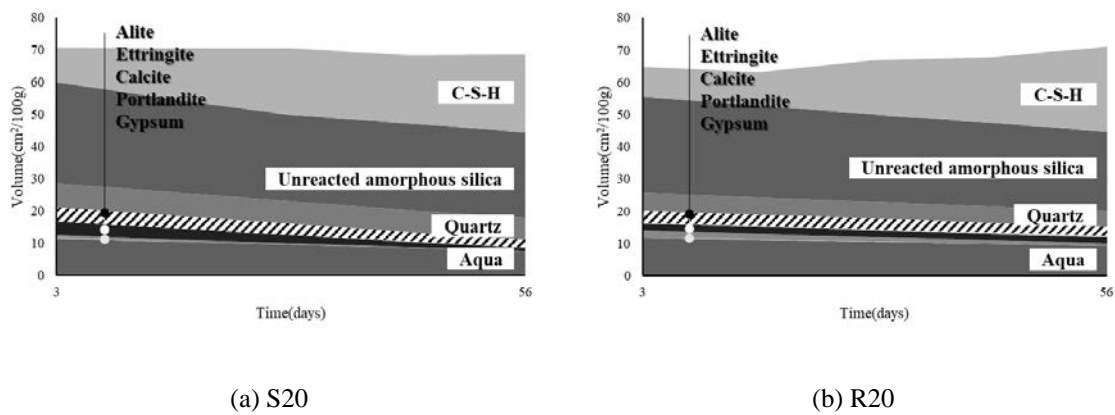 80
70
60
50
40
30
20
10
0
Volume(cm²/100g)
Alite
Ettringite
Calcite
Portlandite
Gypsum
C-S-H
Unreacted amorphous silica
Quartz
Aqua
3
56
Time(days)
(a) S20
80
70
60
50
40
30
20
10
0
Volume(cm²/100g)
Alite
Ettringite
Calcite
Portlandite
Gypsum
C-S-H
Unreacted amorphous silica
Quartz
Aqua
3
56
Time(days)
(b) R20